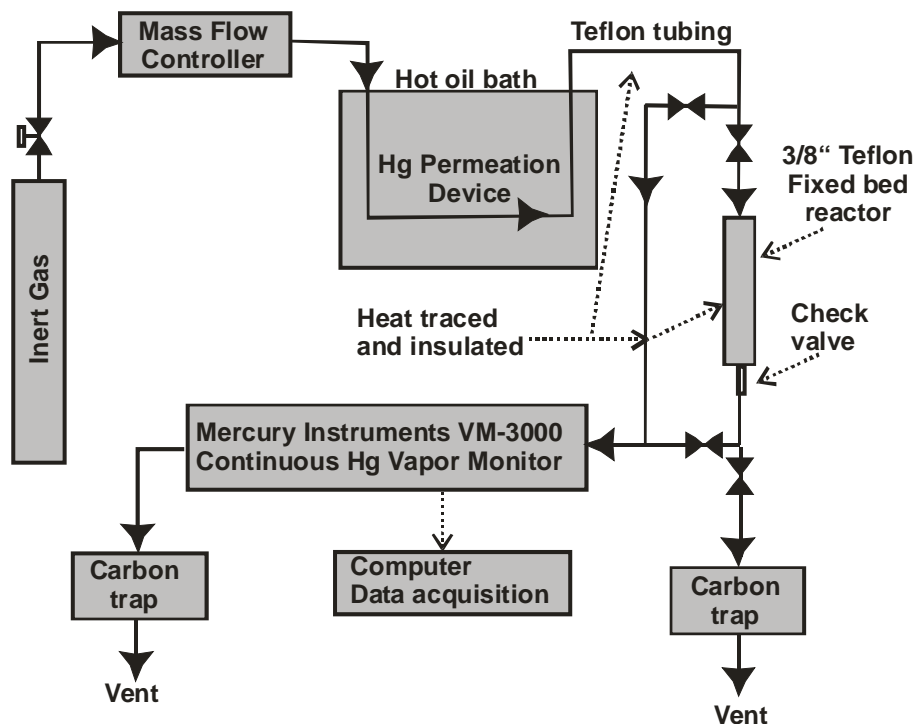 Mass Flow
Controller
Teflon tubing
Hot oil bath
Hg Permeation
Device
3/8“ Teflon
Fixed bed
reactor
Inert Gas
Heat traced
and insulated
Check
valve
Mercury Instruments VM-3000
Continuous Hg Vapor Monitor
Carbon
trap
Computer
Data acquisition
Carbon
trap
Vent
Vent